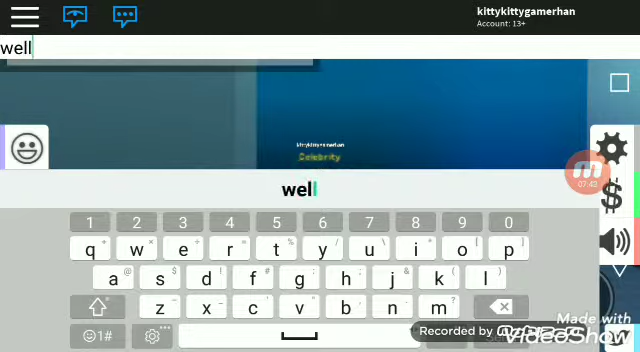 kittykittygamerhan
Account: 13+
well
kittykittygamerhan
Celebrity
07:42
well
1 2 3 4 5 6 7 8 9 0
q w e r t y u i o p
a s d f g h j k l
z x c v b n m
!☺1#
Recorded by
Made with
VideoShow